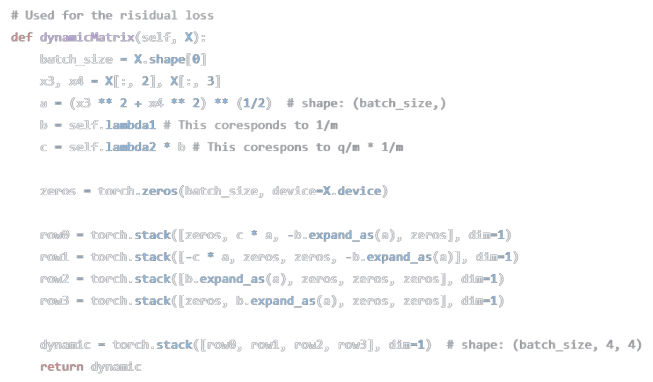 # Used for the risidual loss
def dynamicMatrix(self, X):
    batch_size = X.shape[0]
    x3, x4 = X[:, 2], X[:, 3]
    a = (x3 ** 2 + x4 ** 2) ** (1/2)  # shape: (batch_size,)
    b = self.lambda1 # This coresponds to 1/m
    c = self.lambda2 * b # This corespons to q/m * 1/m
    zeros = torch.zeros(batch_size, device=X.device)
    row0 = torch.stack([zeros, c * a, -b.expand_as(a), zeros], dim=1)
    row1 = torch.stack([-c * a, zeros, zeros, -b.expand_as(a)], dim=1)
    row2 = torch.stack([b.expand_as(a), zeros, zeros, zeros], dim=1)
    row3 = torch.stack([zeros, b.expand_as(a), zeros, zeros], dim=1)
    dynamic = torch.stack([row0, row1, row2, row3], dim=1)  # shape: (batch_size, 4, 4)
    return dynamic